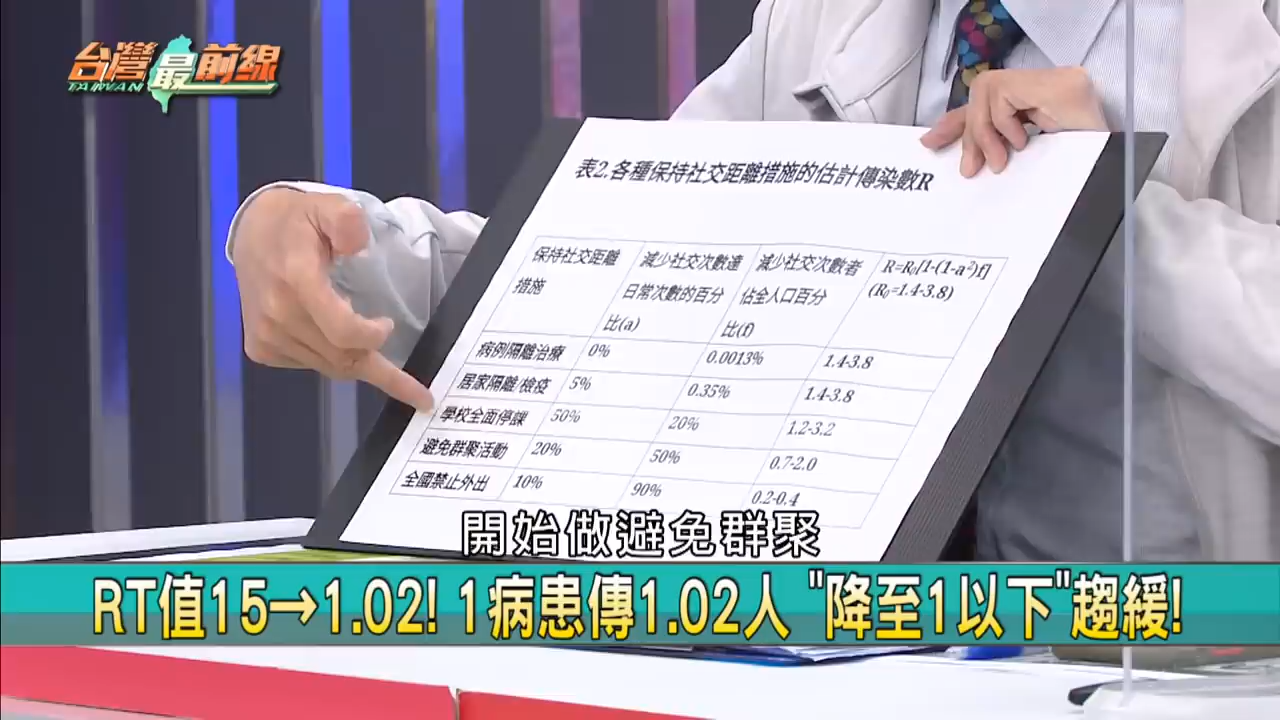 台灣最前線
TAIWAN
表2.各種保持社交距離措施的估計傳染數R
保持社交距離措施 減少社交次數達日常次數的百分比(a) 減少社交次數者佔全人口百分比(f) R=R₀[1-(1-a²)f] (R₀=1.4-3.8)
病例隔離治療 0% 0.0013% 1.4-3.8
居家隔離/檢疫 5% 0.35% 1.4-3.8
學校全面停課 50% 20% 1.2-3.2
避免群聚活動 20% 50% 0.7-2.0
全國禁止外出 10% 90% 0.2-0.4
開始做避免群聚
RT值15→1.02! 1病患傳1.02人 "降至1以下"趨緩!